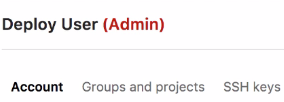 Deploy User (Admin)
Account Groups and projects SSH keys